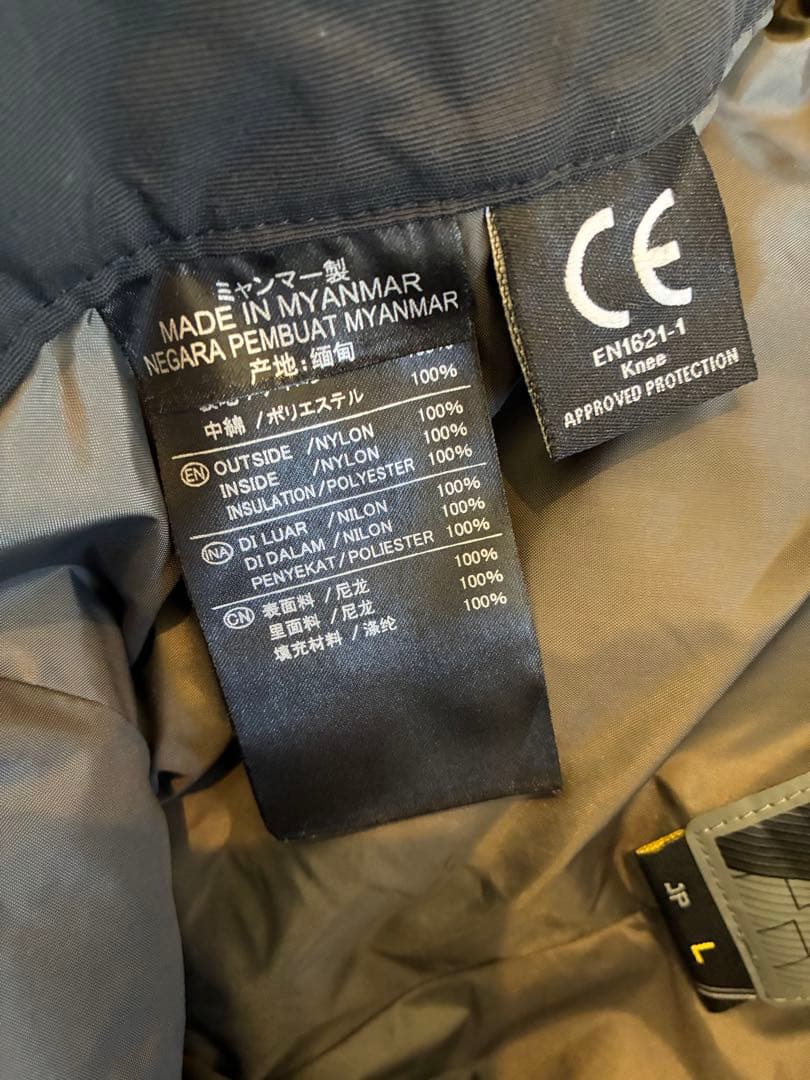 ミャンマー製
MADE IN MYANMAR
NEGARA PEMBUAT MYANMAR
产地:缅甸
100%
中綿 /ポリエステル 100%
EN OUTSIDE /NYLON 100%
INSIDE /NYLON 100%
INSULATION/POLYESTER 100%
INA DI LUAR /NILON 100%
DI DALAM /NILON 100%
PENYEKAT/POLIESTER 100%
CN 表面料 /尼龙 100%
里面料 /尼龙 100%
填充材料 /涤纶 100%
CE
EN1621-1
Knee
APPROVED PROTECTION
JP L